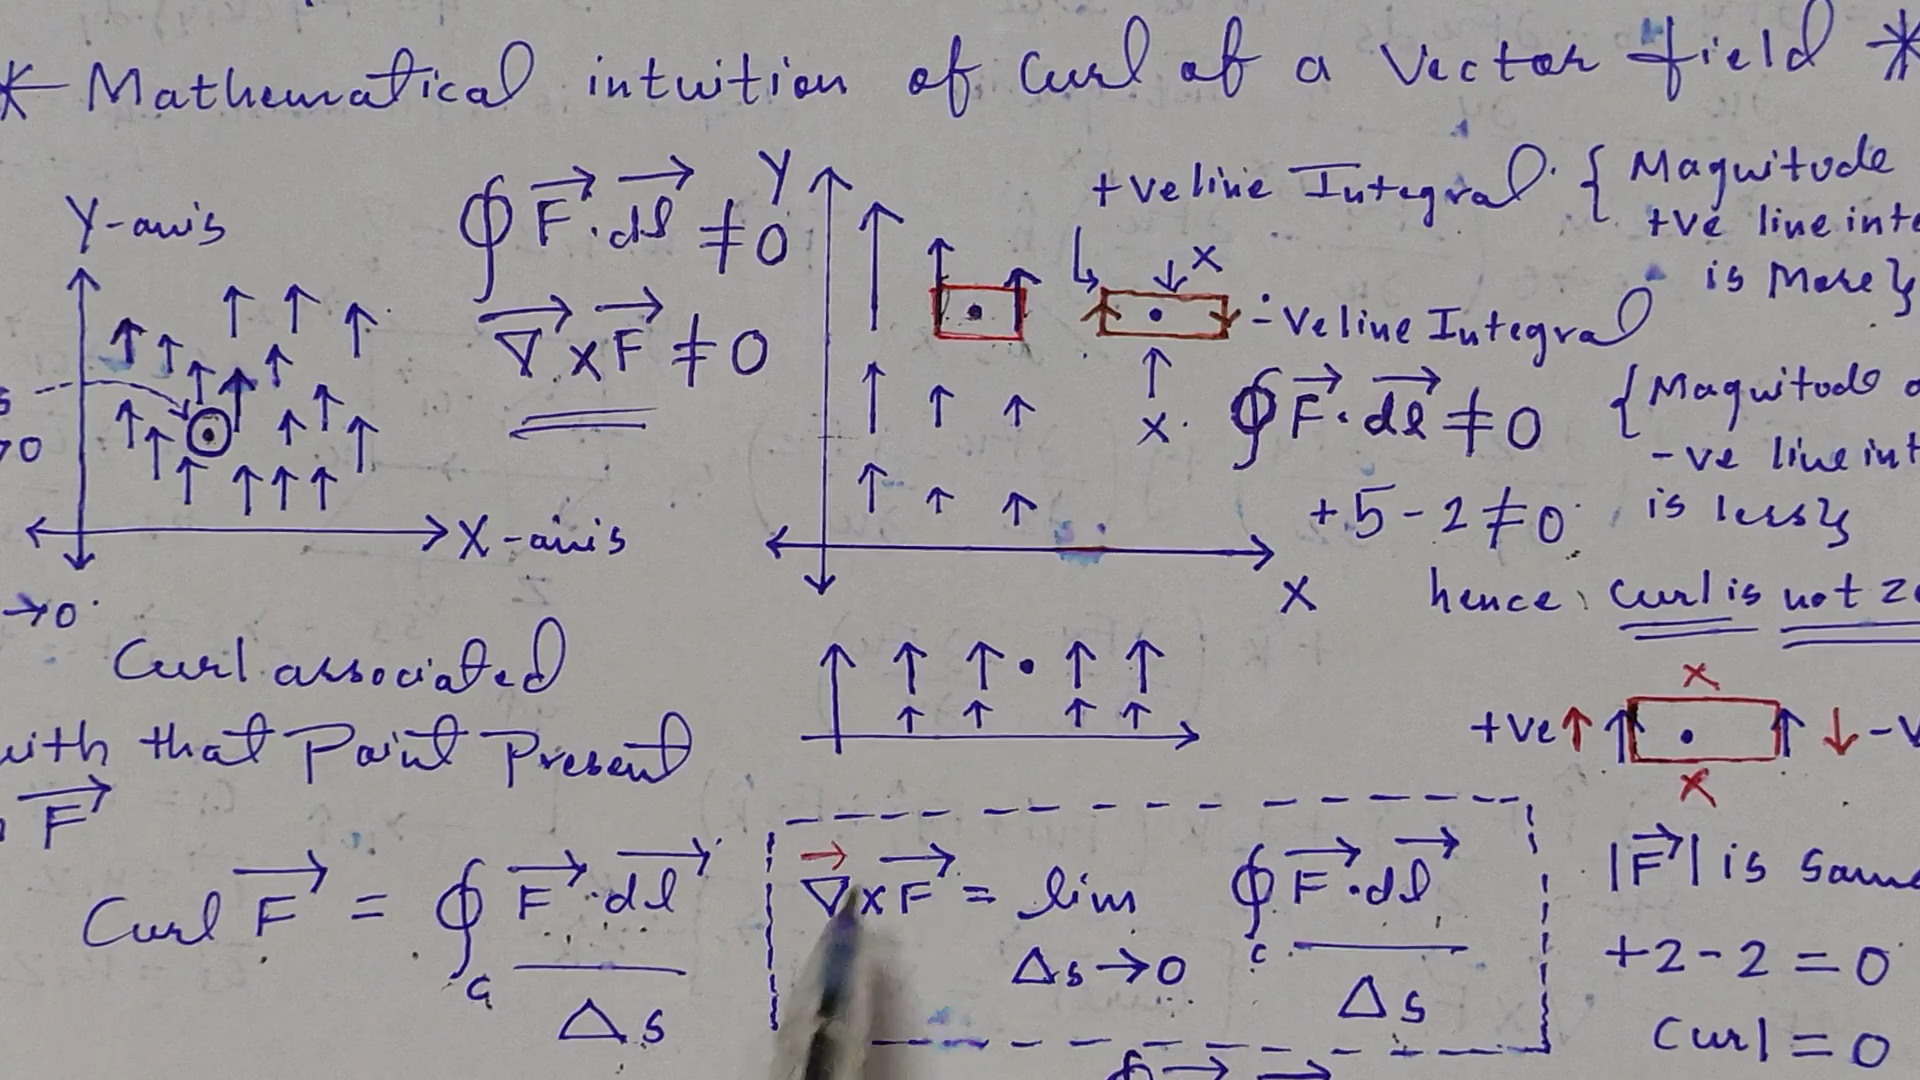 * Mathematical intuition of Curl of a Vector field *
Y-axis
∮ F⃗ . dl⃗ ≠ 0
∇⃗ x F⃗ ≠ 0
X-axis
→0
Y
+ve line Integral {Magnitude
+ve line inte
is More}
x
-ve line Integral
x
∮ F⃗ . dl⃗ ≠ 0
{Magnitude o
-ve line int
is less}
+5 - 2 ≠ 0
X
hence, Curl is not ze
Curl associated
with that Point Present
F⃗
x
+ve
-v
x
Curl F⃗ = ∮ F⃗ . dl⃗
Δs
∇⃗ x F⃗ = lim ∮ F⃗ . dl⃗
Δs→0 c Δs
|F⃗| is same
+2 - 2 = 0
Curl = 0